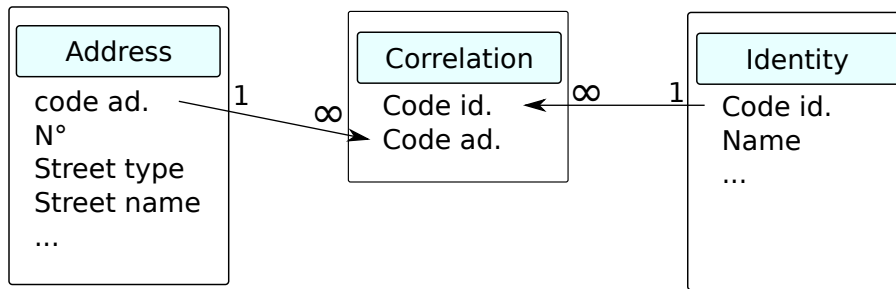 Address
code ad.
N°
Street type
Street name
...
1
∞
Correlation
Code id.
Code ad.
∞
1
Identity
Code id.
Name
...